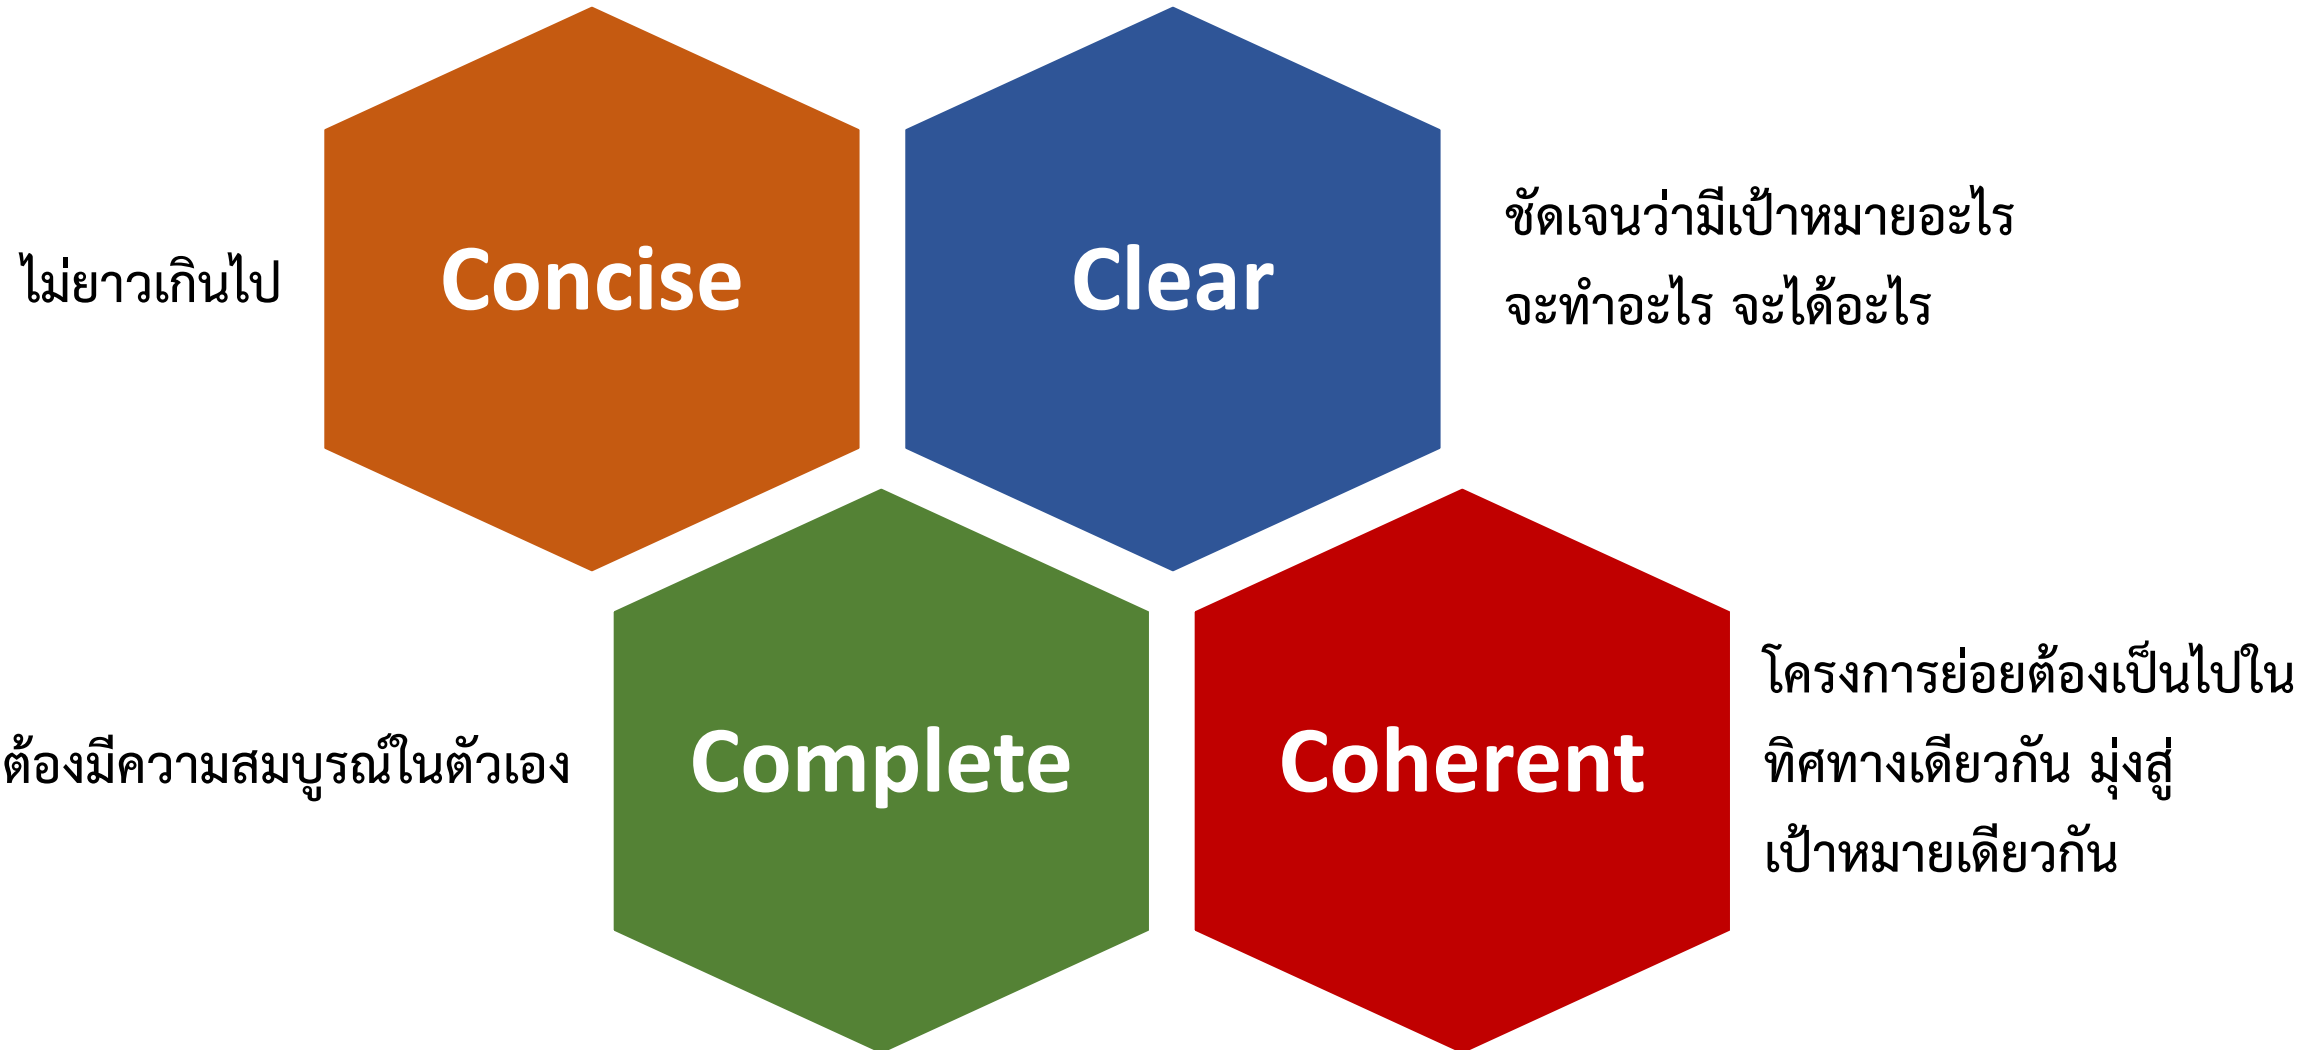 ไม่ยาวเกินไป
Concise
Clear
ชัดเจนว่ามีเป้าหมายอะไร
จะทำอะไร จะได้อะไร
ต้องมีความสมบูรณ์ในตัวเอง
Complete
Coherent
โครงการย่อยต้องเป็นไปใน
ทิศทางเดียวกัน มุ่งสู่
เป้าหมายเดียวกัน